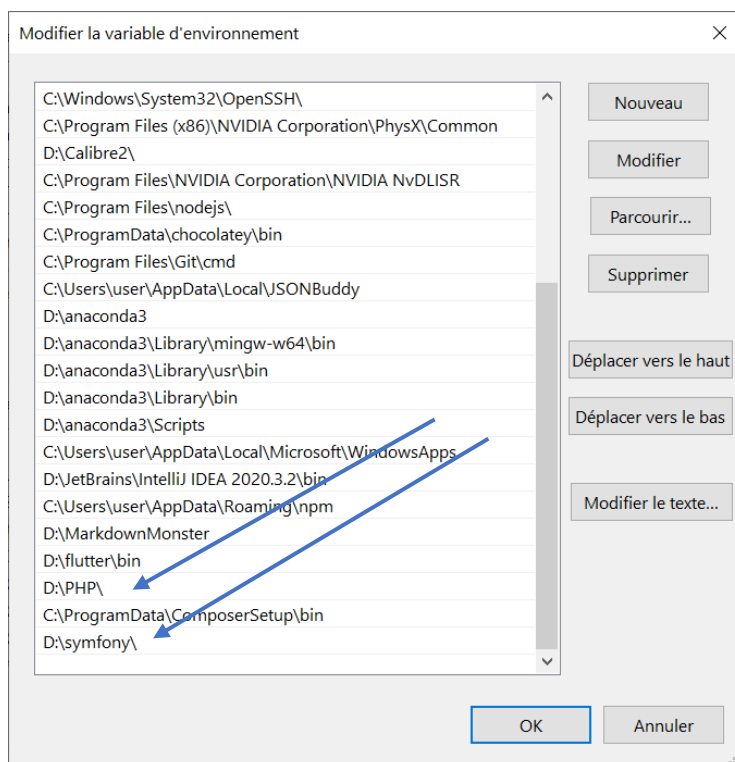 Modifier la variable d'environnement
C:\Windows\System32\OpenSSH\
C:\Program Files (x86)\NVIDIA Corporation\PhysX\Common
D:\Calibre2\
C:\Program Files\NVIDIA Corporation\NVIDIA NvDLISR
C:\Program Files\nodejs\
C:\ProgramData\chocolatey\bin
C:\Program Files\Git\cmd
C:\Users\user\AppData\Local\JSONBuddy
D:\anaconda3
D:\anaconda3\Library\mingw-w64\bin
D:\anaconda3\Library\usr\bin
D:\anaconda3\Library\bin
D:\anaconda3\Scripts
C:\Users\user\AppData\Local\Microsoft\WindowsApps
D:\JetBrains\IntelliJ IDEA 2020.3.2\bin
C:\Users\user\AppData\Roaming\npm
D:\MarkdownMonster
D:\flutter\bin
D:\PHP\
C:\ProgramData\ComposerSetup\bin
D:\symfony\
Nouveau
Modifier
Parcourir...
Supprimer
Déplacer vers le haut
Déplacer vers le bas
Modifier le texte...
OK
Annuler